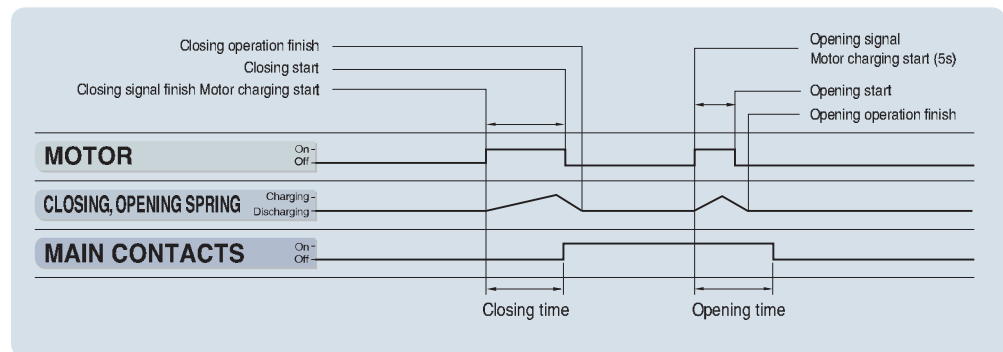 Closing operation finish
Closing start
Closing signal finish Motor charging start
Opening signal
Motor charging start (5s)
Opening start
Opening operation finish
MOTOR
On
Off
CLOSING, OPENING SPRING
Charging
Discharging
MAIN CONTACTS
On
Off
Closing time
Opening time